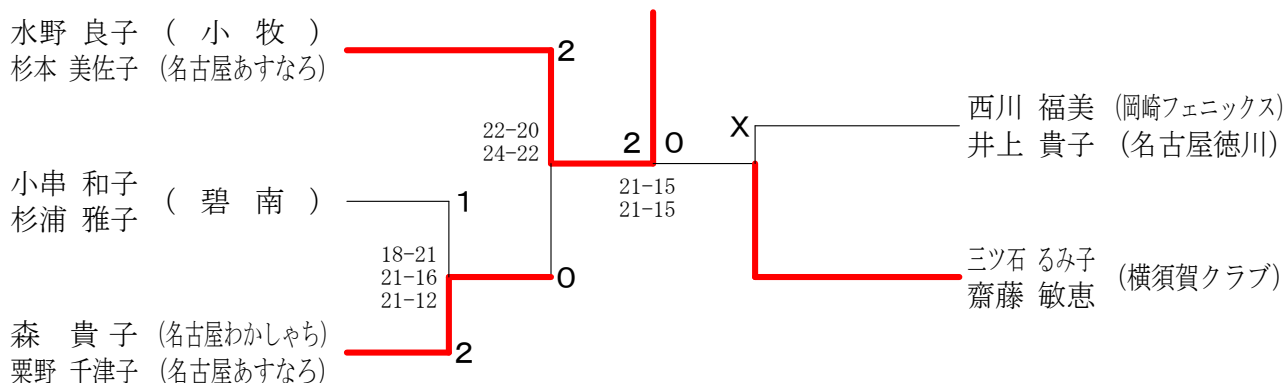 水野 良子 ( 小 牧 )
杉本 美佐子 (名古屋あすなろ)
2
22-20
24-22
小串 和子
杉浦 雅子
( 碧 南 )
1
18-21
21-16
21-12
0
森 貴 子 (名古屋わかしゃち)
栗野 千津子 (名古屋あすなろ)
2
2 0
21-15
21-15
X
西川 福美 (岡崎フェニックス)
井上 貴子 (名古屋徳川)
三ツ石 るみ子
齋藤 敏恵
(横須賀クラブ)